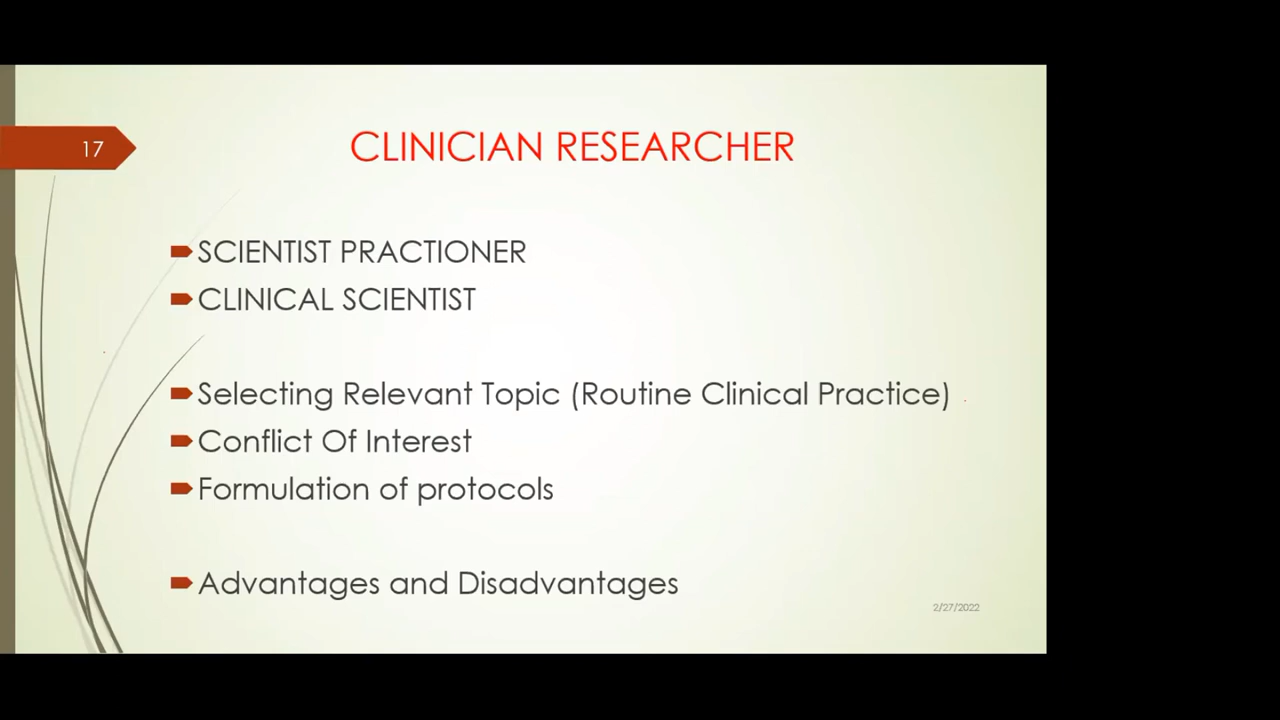 17
CLINICIAN RESEARCHER
SCIENTIST PRACTIONER
CLINICAL SCIENTIST
Selecting Relevant Topic (Routine Clinical Practice)
Conflict Of Interest
Formulation of protocols
Advantages and Disadvantages
2/27/2022